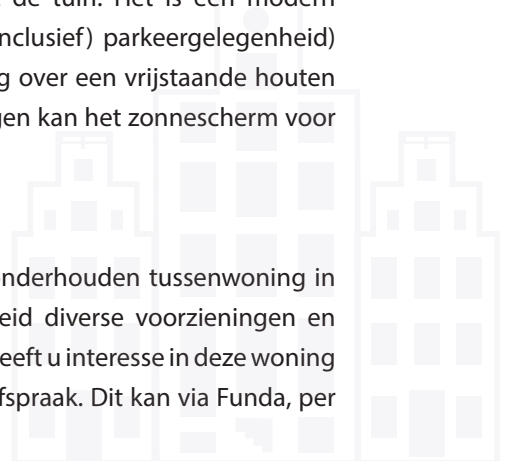 de tuin. Het is een modern
nclusief) parkeergelegenheid)
g over een vrijstaande houten
gen kan het zonnescherm voor
onderhouden tussenwoning in
eid diverse voorzieningen en
eeft u interesse in deze woning
fspraak. Dit kan via Funda, per